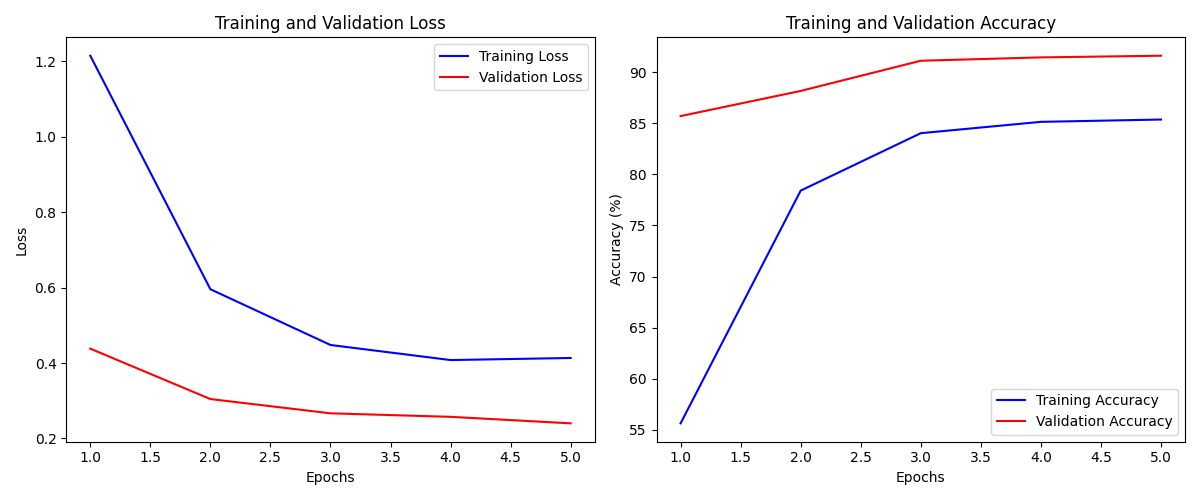 Training and Validation Loss
Training Loss
Validation Loss
1.2
1.0
0.8
0.6
0.4
0.2
Loss
1.0 1.5 2.0 2.5 3.0 3.5 4.0 4.5 5.0
Epochs
Training and Validation Accuracy
90
85
80
75
70
65
60
55
Accuracy (%)
Training Accuracy
Validation Accuracy
1.0 1.5 2.0 2.5 3.0 3.5 4.0 4.5 5.0
Epochs